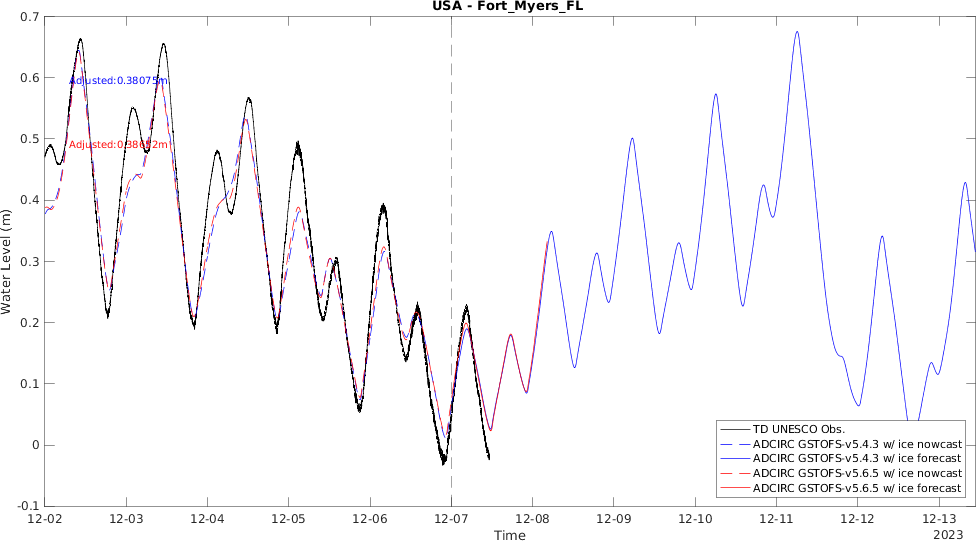 USA - Fort_Myers_FL
0.7
0.6
0.5
0.4
0.3
0.2
0.1
0
-0.1
Water Level (m)
Adjusted:0.38075m
TD UNESCO Obs.
ADCIRC GSTOFS-v5.4.3 w/ ice nowcast
ADCIRC GSTOFS-v5.4.3 w/ ice forecast
ADCIRC GSTOFS-v5.6.5 w/ ice nowcast
ADCIRC GSTOFS-v5.6.5 w/ ice forecast
12-02 12-03 12-04 12-05 12-06 12-07 12-08 12-09 12-10 12-11 12-12 12-13
Time
2023